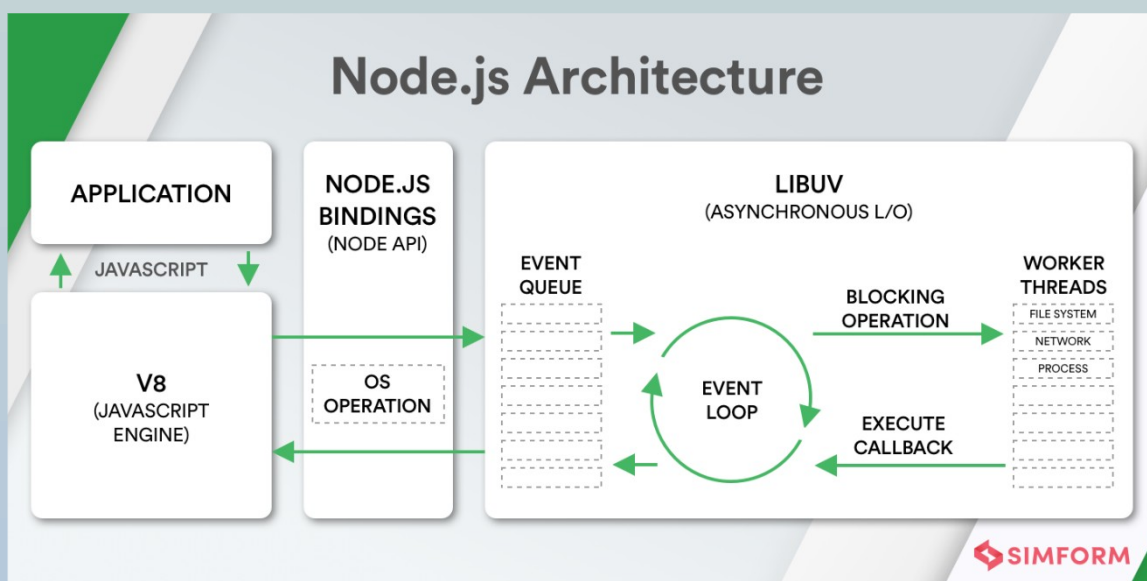 Node.js Architecture
APPLICATION
JAVASCRIPT
V8
(JAVASCRIPT
ENGINE)
NODE.JS
BINDINGS
(NODE API)
OS
OPERATION
LIBUV
(ASYNCHRONOUS L/O)
EVENT
QUEUE
EVENT
LOOP
BLOCKING
OPERATION
EXECUTE
CALLBACK
WORKER
THREADS
FILE SYSTEM
NETWORK
PROCESS
SIMFORM